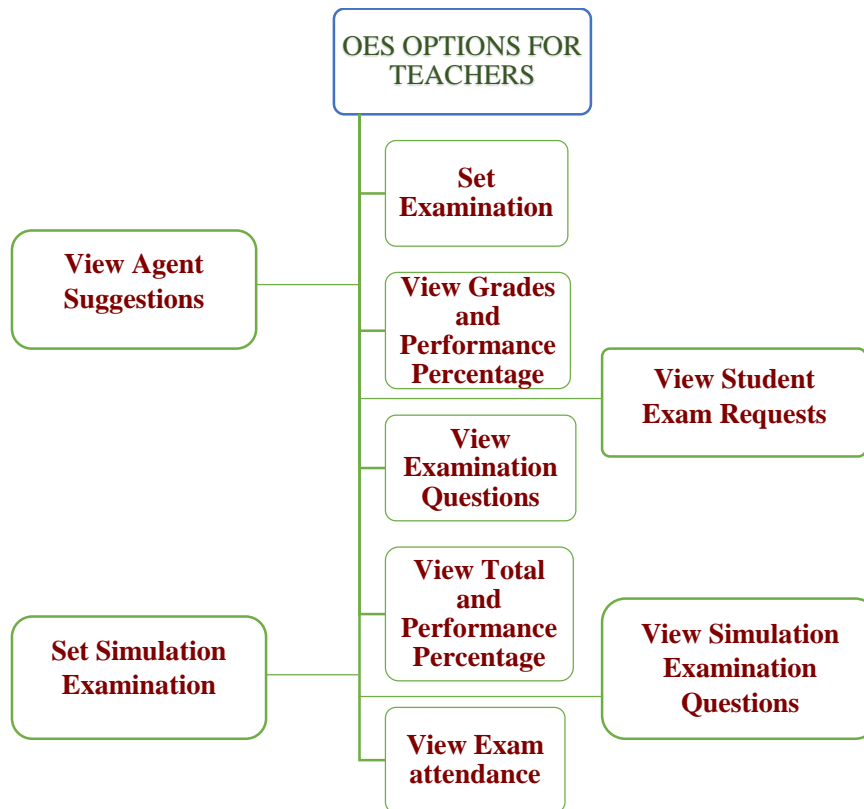 OES OPTIONS FOR
TEACHERS
Set
Examination
View Agent
Suggestions
View Grades
and
Performance
Percentage
View Student
Exam Requests
View
Examination
Questions
View Total
and
Performance
Percentage
Set Simulation
Examination
View Simulation
Examination
Questions
View Exam
attendance